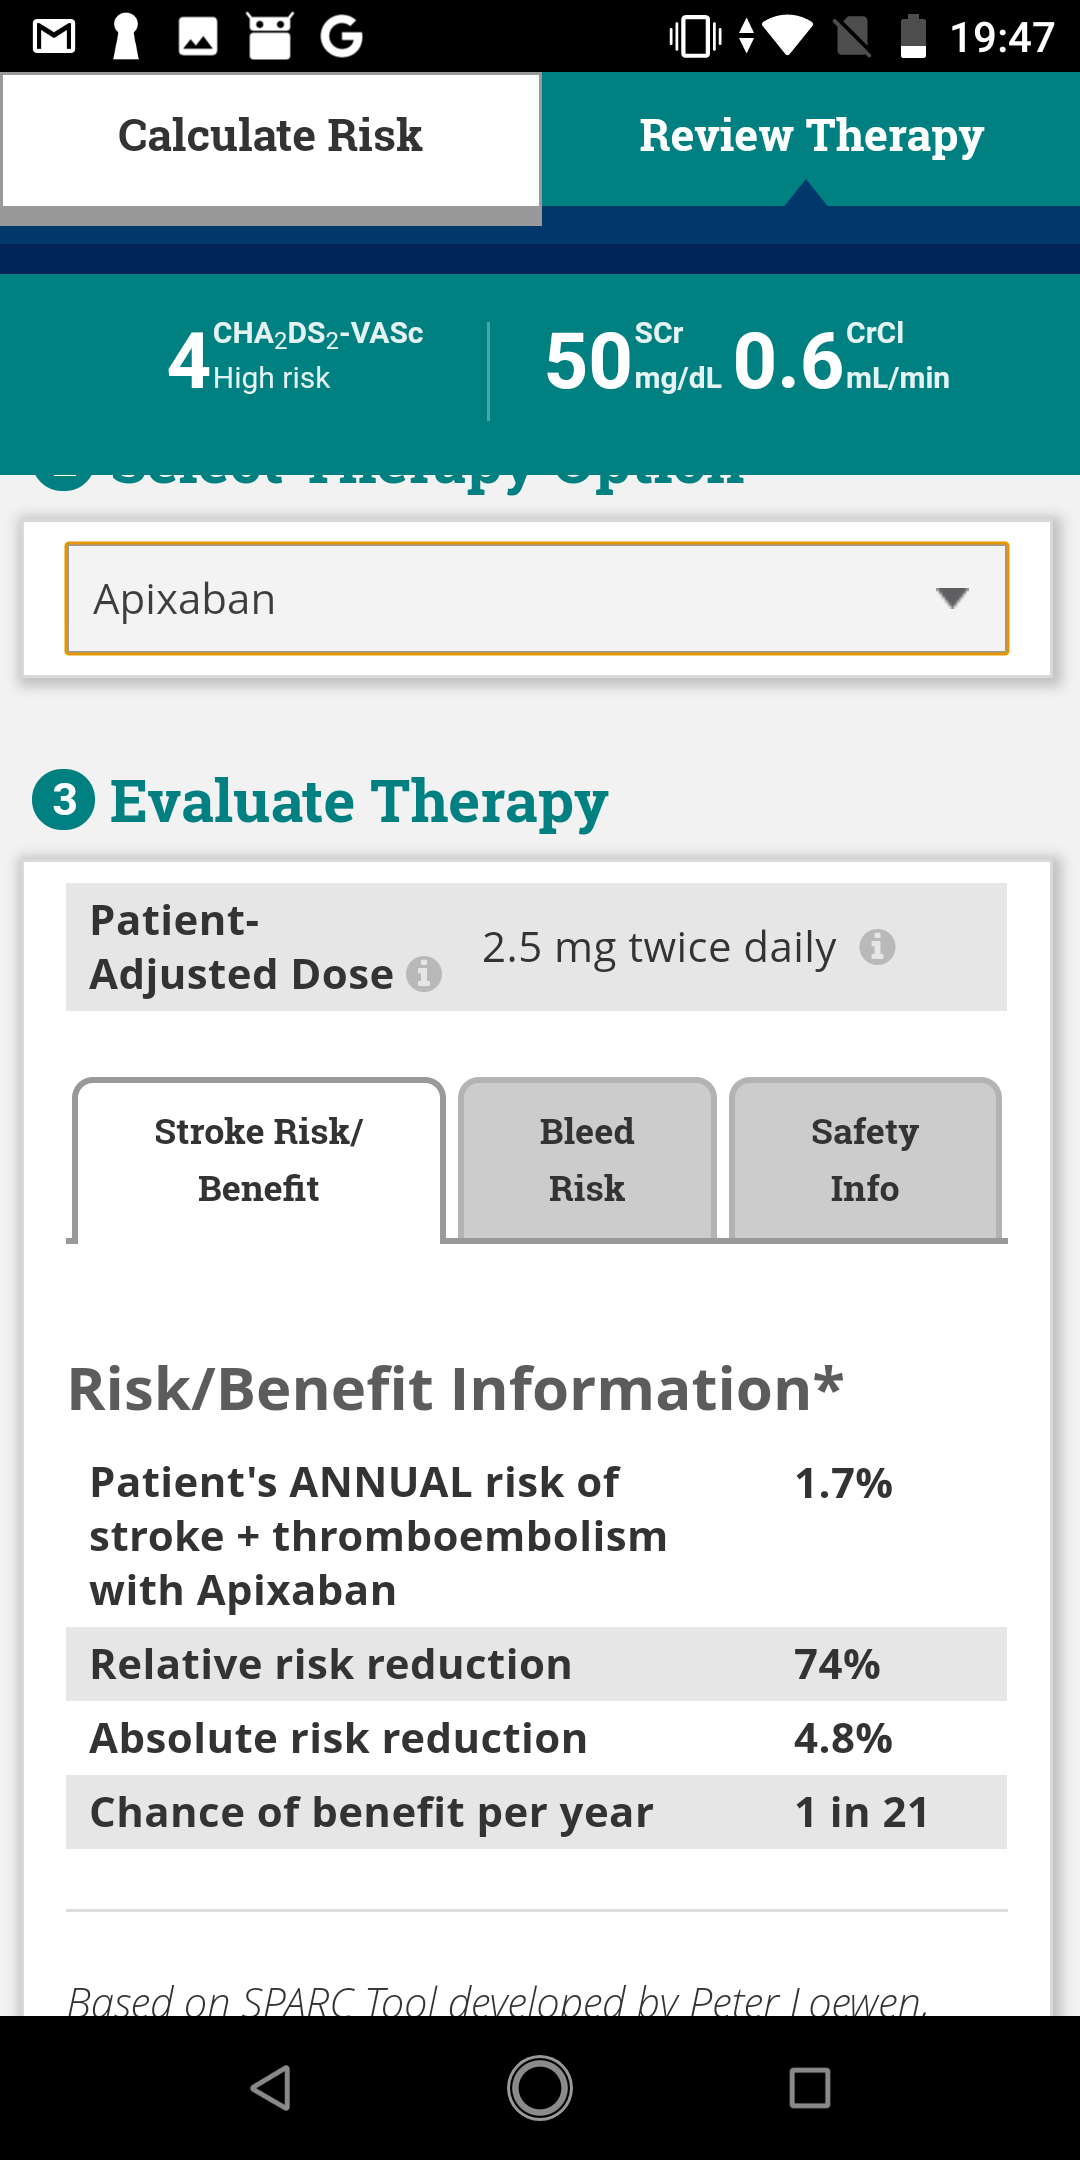 19:47
Calculate Risk
Review Therapy
4 CHA2DS2-VASc
High risk
50 SCr
mg/dL
0.6 CrCl
mL/min
Select Therapy Option
Apixaban
3 Evaluate Therapy
Patient-
Adjusted Dose
2.5 mg twice daily
Stroke Risk/
Benefit
Bleed
Risk
Safety
Info
Risk/Benefit Information*
Patient's ANNUAL risk of
stroke + thromboembolism
with Apixaban
1.7%
Relative risk reduction 74%
Absolute risk reduction 4.8%
Chance of benefit per year 1 in 21
Based on SPARC Tool developed by Peter Loewen,